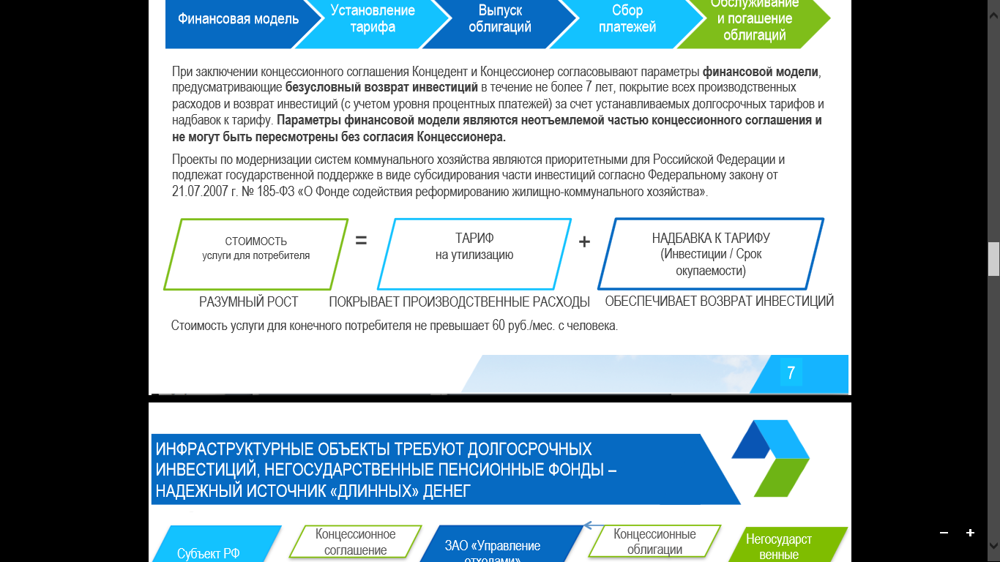 Финансовая модель
Установление
тарифа
Выпуск
облигаций
Сбор
платежей
Обслуживание
и погашение
облигаций
При заключении концессионного соглашения Концедент и Концессионер согласовывают параметры финансовой модели,
предусматривающие безусловный возврат инвестиций в течение не более 7 лет, покрытие всех производственных
расходов и возврат инвестиций (с учетом уровня процентных платежей) за счет устанавливаемых долгосрочных тарифов и
надбавок к тарифу. Параметры финансовой модели являются неотъемлемой частью концессионного соглашения и
не могут быть пересмотрены без согласия Концессионера.
Проекты по модернизации систем коммунального хозяйства являются приоритетными для Российской Федерации и
подлежат государственной поддержке в виде субсидирования части инвестиций согласно Федеральному закону от
21.07.2007 г. № 185-ФЗ «О Фонде содействия реформированию жилищно-коммунального хозяйства».
СТОИМОСТЬ
услуги для потребителя
=
ТАРИФ
на утилизацию
+
НАДБАВКА К ТАРИФУ
(Инвестиции / Срок
окупаемости)
РАЗУМНЫЙ РОСТ
ПОКРЫВАЕТ ПРОИЗВОДСТВЕННЫЕ РАСХОДЫ
ОБЕСПЕЧИВАЕТ ВОЗВРАТ ИНВЕСТИЦИЙ
Стоимость услуги для конечного потребителя не превышает 60 руб./мес. с человека.
7
ИНФРАСТРУКТУРНЫЕ ОБЪЕКТЫ ТРЕБУЮТ ДОЛГОСРОЧНЫХ
ИНВЕСТИЦИЙ, НЕГОСУДАРСТВЕННЫЕ ПЕНСИОННЫЕ ФОНДЫ –
НАДЕЖНЫЙ ИСТОЧНИК «ДЛИННЫХ» ДЕНЕГ
Субъект РФ
Концессионное
соглашение
ЗАО «Управление
отходами»
Концессионные
облигации
Негосударст
венные